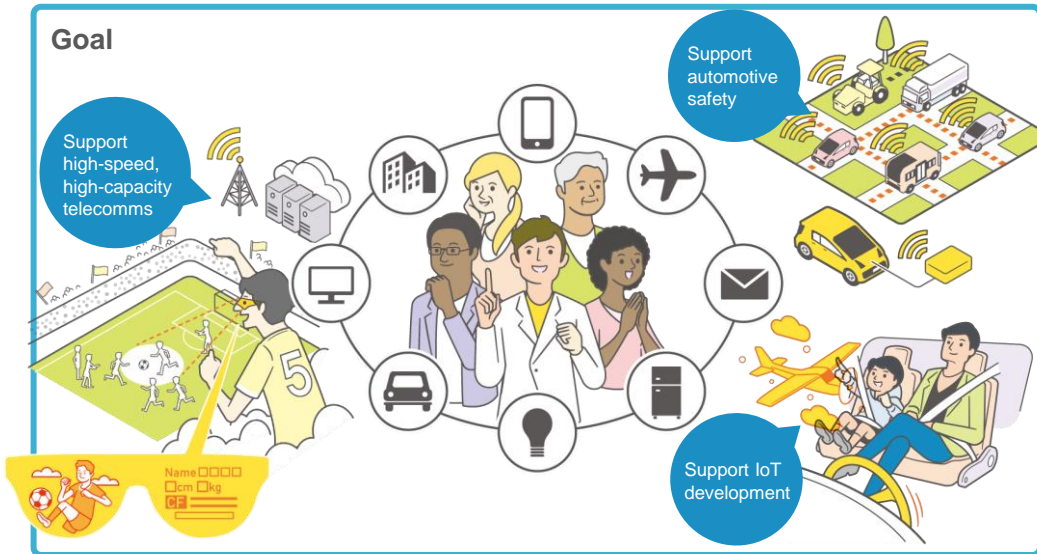 Goal
Support
high-speed,
high-capacity
telecomms
Support
automotive
safety
5
Name□□□□
□cm □kg
CF
Support IoT
development